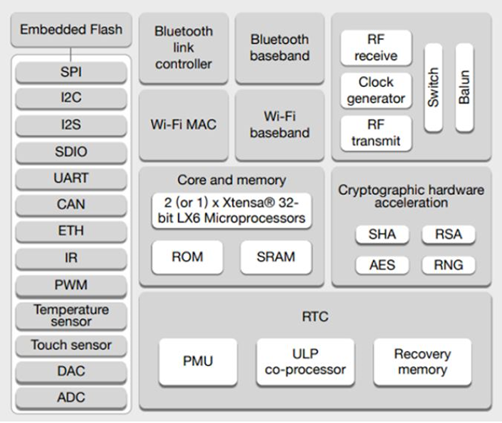 Embedded Flash
SPI
I2C
I2S
SDIO
UART
CAN
ETH
IR
PWM
Temperature
sensor
Touch sensor
DAC
ADC
Bluetooth
link
controller
Bluetooth
baseband
Wi-Fi MAC
Wi-Fi
baseband
RF
receive
Clock
generator
RF
transmit
Switch
Balun
Core and memory
2 (or 1) x Xtensa® 32-
bit LX6 Microprocessors
ROM
SRAM
Cryptographic hardware
acceleration
SHA
RSA
AES
RNG
RTC
PMU
ULP
co-processor
Recovery
memory